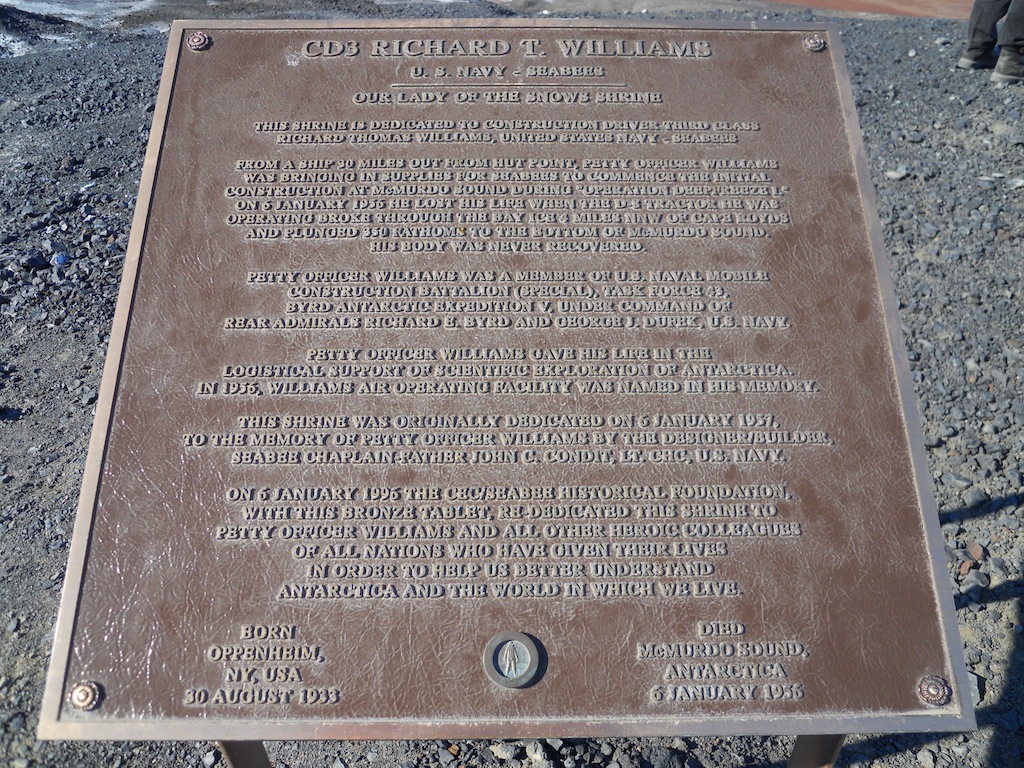 CD3 RICHARD T. WILLIAMS
U. S. NAVY - SEABEES
OUR LADY OF THE SNOWS SHRINE
THIS SHRINE IS DEDICATED TO CONSTRUCTION DRIVER THIRD CLASS
RICHARD THOMAS WILLIAMS, UNITED STATES NAVY - SEABEES
FROM A SHIP 30 MILES OUT FROM HUT POINT, PETTY OFFICER WILLIAMS
WAS BRINGING IN SUPPLIES FOR SEABEES TO COMMENCE THE INITIAL
CONSTRUCTION AT McMURDO SOUND DURING "OPERATION DEEPFREEZE I."
ON 6 JANUARY 1956 HE LOST HIS LIFE WHEN THE D-8 TRACTOR HE WAS
OPERATING BROKE THROUGH THE BAY ICE 4 MILES NNW OF CAPE ROYDS
AND PLUNGED 350 FATHOMS TO THE BOTTOM OF McMURDO SOUND.
HIS BODY WAS NEVER RECOVERED.
PETTY OFFICER WILLIAMS WAS A MEMBER OF U.S. NAVAL MOBILE
CONSTRUCTION BATTALION (SPECIAL), TASK FORCE 43,
BYRD ANTARCTIC EXPEDITION V, UNDER COMMAND OF
REAR ADMIRALS RICHARD E. BYRD AND GEORGE J. DUFEK, U.S. NAVY.
PETTY OFFICER WILLIAMS GAVE HIS LIFE IN THE
LOGISTICAL SUPPORT OF SCIENTIFIC EXPLORATION OF ANTARCTICA.
IN 1956, WILLIAMS AIR OPERATING FACILITY WAS NAMED IN HIS MEMORY.
THIS SHRINE WAS ORIGINALLY DEDICATED ON 6 JANUARY 1957,
TO THE MEMORY OF PETTY OFFICER WILLIAMS BY THE DESIGNER/BUILDER,
SEABEE CHAPLAIN FATHER JOHN C. CONDIT, LT. CHC, U.S. NAVY.
ON 6 JANUARY 1996 THE CEC/SEABEE HISTORICAL FOUNDATION,
WITH THIS BRONZE TABLET, RE-DEDICATED THIS SHRINE TO
PETTY OFFICER WILLIAMS AND ALL OTHER HEROIC COLLEAGUES
OF ALL NATIONS WHO HAVE GIVEN THEIR LIVES
IN ORDER TO HELP US BETTER UNDERSTAND
ANTARCTICA AND THE WORLD IN WHICH WE LIVE.
BORN
OPPENHEIM,
NY, USA
30 AUGUST 1933
DIED
McMURDO SOUND,
ANTARCTICA
6 JANUARY 1956